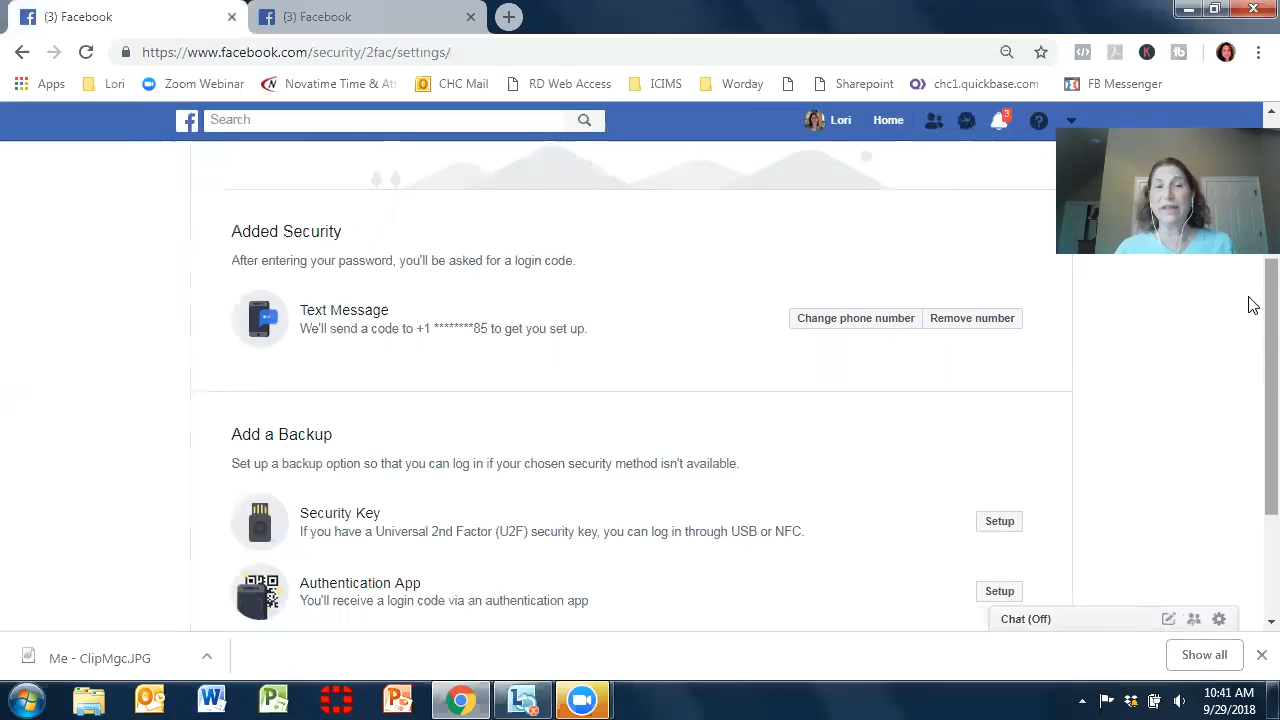 (3) Facebook
(3) Facebook
https://www.facebook.com/security/2fac/settings/
Apps Lori Zoom Webinar Novatime Time & Att CHC Mail RD Web Access ICIMS Worday Sharepoint chc1.quickbase.com FB Messenger
Search Lori Home 3
Added Security
After entering your password, you'll be asked for a login code.
Text Message
We'll send a code to +1 ********85 to get you set up.
Change phone number Remove number
Add a Backup
Set up a backup option so that you can log in if your chosen security method isn't available.
Security Key
If you have a Universal 2nd Factor (U2F) security key, you can log in through USB or NFC.
Setup
Authentication App
You'll receive a login code via an authentication app
Setup
Chat (Off)
Me - ClipMgc.JPG
Show all
10:41 AM
9/29/2018